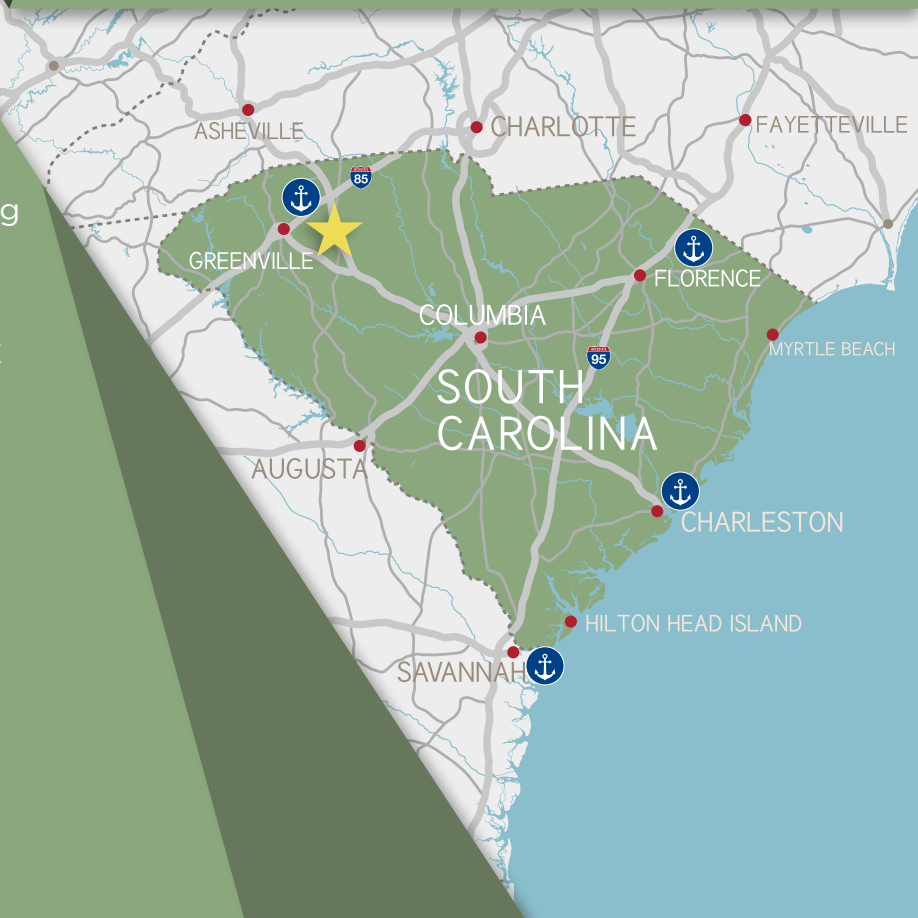 ASHEVILLE
CHARLOTTE
FAYETTEVILLE
85
g
GREENVILLE
FLORENCE
COLUMBIA
MYRTLE BEACH
95
SOUTH
CAROLINA
AUGUSTA
CHARLESTON
HILTON HEAD ISLAND
SAVANNAH